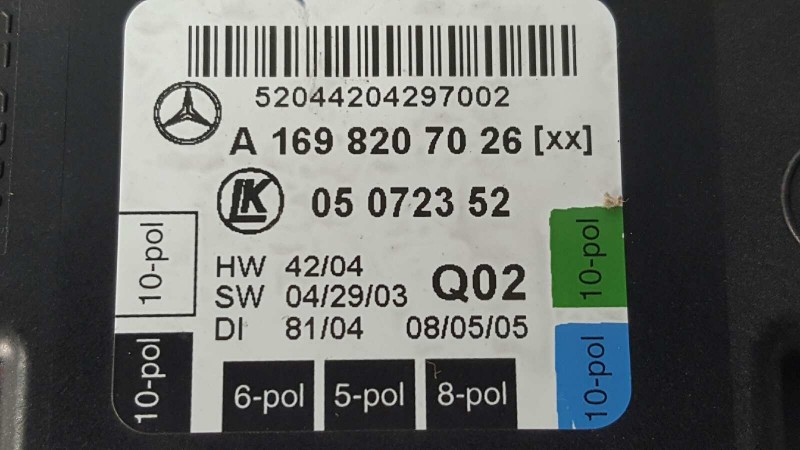 52044204297002
A 169 820 70 26 [xx]
LK 05 0723 52
HW 42/04
SW 04/29/03
Q02
DI 81/04 08/05/05
10-pol
10-pol
6-pol
5-pol
8-pol
10-pol
10-pol